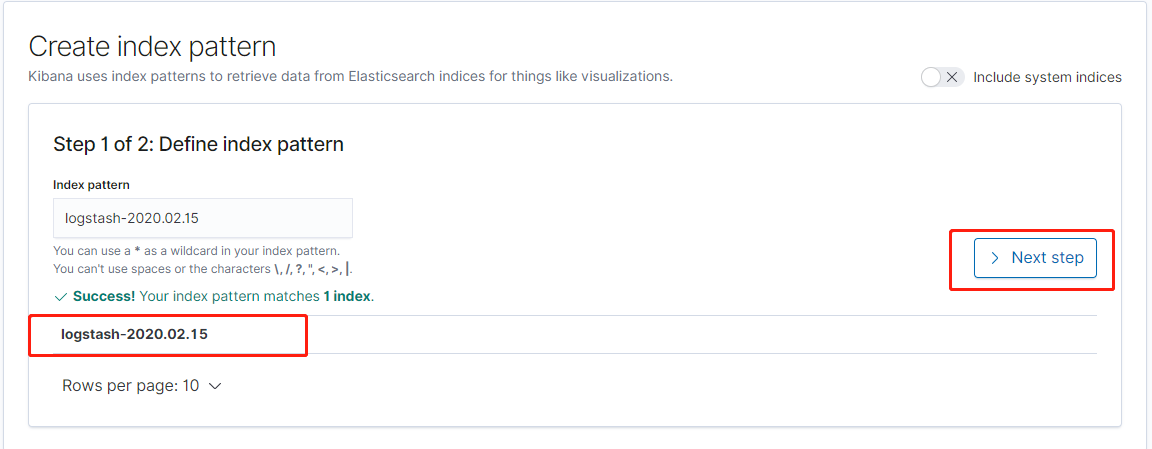 Create index pattern
Kibana uses index patterns to retrieve data from Elasticsearch indices for things like visualizations.
Include system indices
Step 1 of 2: Define index pattern
Index pattern
logstash-2020.02.15
You can use a * as a wildcard in your index pattern.
You can't use spaces or the characters \, /, ?, ", <, >, |.
Next step
Success! Your index pattern matches 1 index.
logstash-2020.02.15
Rows per page: 10